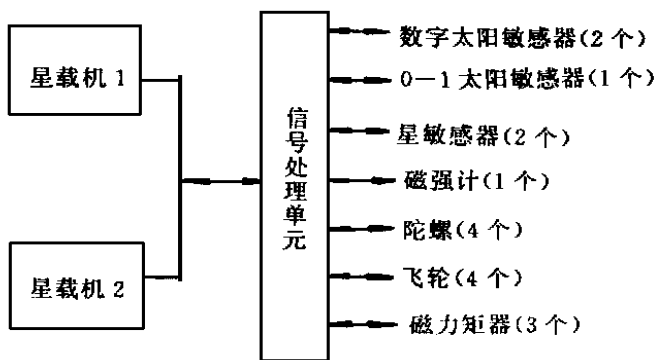 星载机 1
星载机 2
信号处理单元
数字太阳敏感器(2 个)
0—1 太阳敏感器(1 个)
星敏感器(2 个)
磁强计(1 个)
陀螺(4 个)
飞轮(4 个)
磁力矩器(3 个)